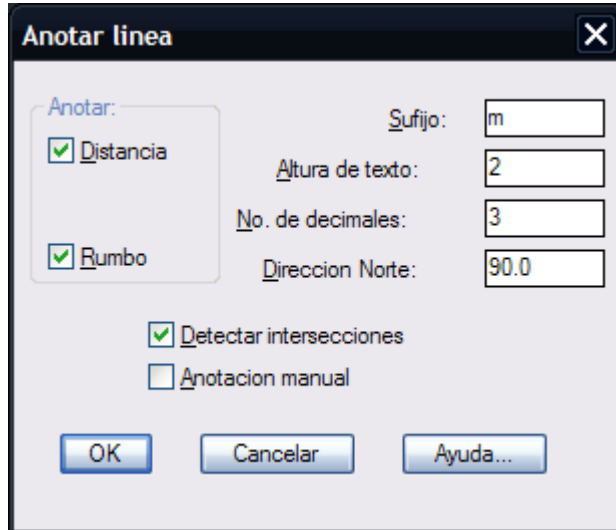 Anotar linea
Anotar:
Distancia
Rumbo
Sufijo: m
Altura de texto: 2
No. de decimales: 3
Direccion Norte: 90.0
Detectar intersecciones
Anotacion manual
OK Cancelar Ayuda...